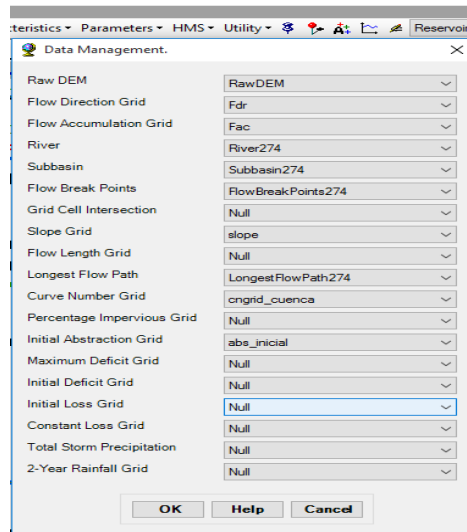 teristics Parameters HMS Utility Reservoir
Data Management.
Raw DEM RawDEM
Flow Direction Grid Fdr
Flow Accumulation Grid Fac
River River274
Subbasin Subbasin274
Flow Break Points FlowBreakPoints274
Grid Cell Intersection Null
Slope Grid slope
Flow Length Grid Null
Longest Flow Path LongestFlowPath274
Curve Number Grid cngrid_cuenca
Percentage Impervious Grid Null
Initial Abstraction Grid abs_inicial
Maximum Deficit Grid Null
Initial Deficit Grid Null
Initial Loss Grid Null
Constant Loss Grid Null
Total Storm Precipitation Null
2-Year Rainfall Grid Null
OK Help Cancel